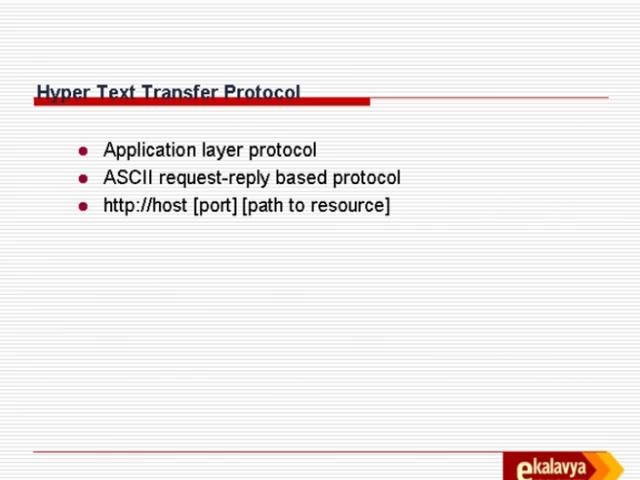 Hyper Text Transfer Protocol
Application layer protocol
ASCII request-reply based protocol
http://host [port] [path to resource]
ekalavya